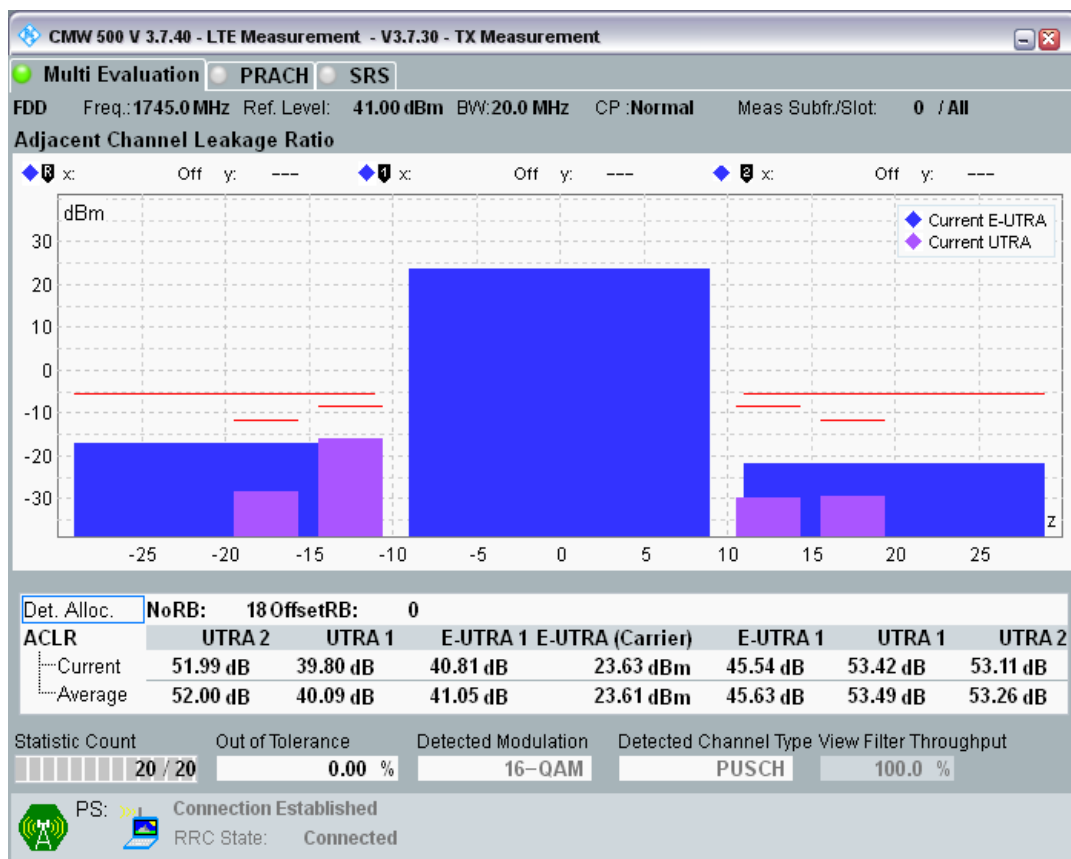 CMW 500 V 3.7.40 - LTE Measurement - V3.7.30 - TX Measurement
Multi Evaluation PRACH SRS
FDD Freq.: 1745.0 MHz Ref. Level: 41.00 dBm BW: 20.0 MHz CP :Normal Meas Subfr./Slot: 0 / All
Adjacent Channel Leakage Ratio
R x: Off y: --- 1 x: Off y: --- 2 x: Off y: ---
dBm
Current E-UTRA
Current UTRA
30
20
10
0
-10
-20
-30
z
-25 -20 -15 -10 -5 0 5 10 15 20 25
Det. Alloc. NoRB: 18 OffsetRB: 0
ACLR UTRA 2 UTRA 1 E-UTRA 1 E-UTRA (Carrier) E-UTRA 1 UTRA 1 UTRA 2
Current 51.99 dB 39.80 dB 40.81 dB 23.63 dBm 45.54 dB 53.42 dB 53.11 dB
Average 52.00 dB 40.09 dB 41.05 dB 23.61 dBm 45.63 dB 53.49 dB 53.26 dB
Statistic Count Out of Tolerance Detected Modulation Detected Channel Type View Filter Throughput
20 / 20 0.00 % 16-QAM PUSCH 100.0 %
PS: Connection Established
RRC State: Connected